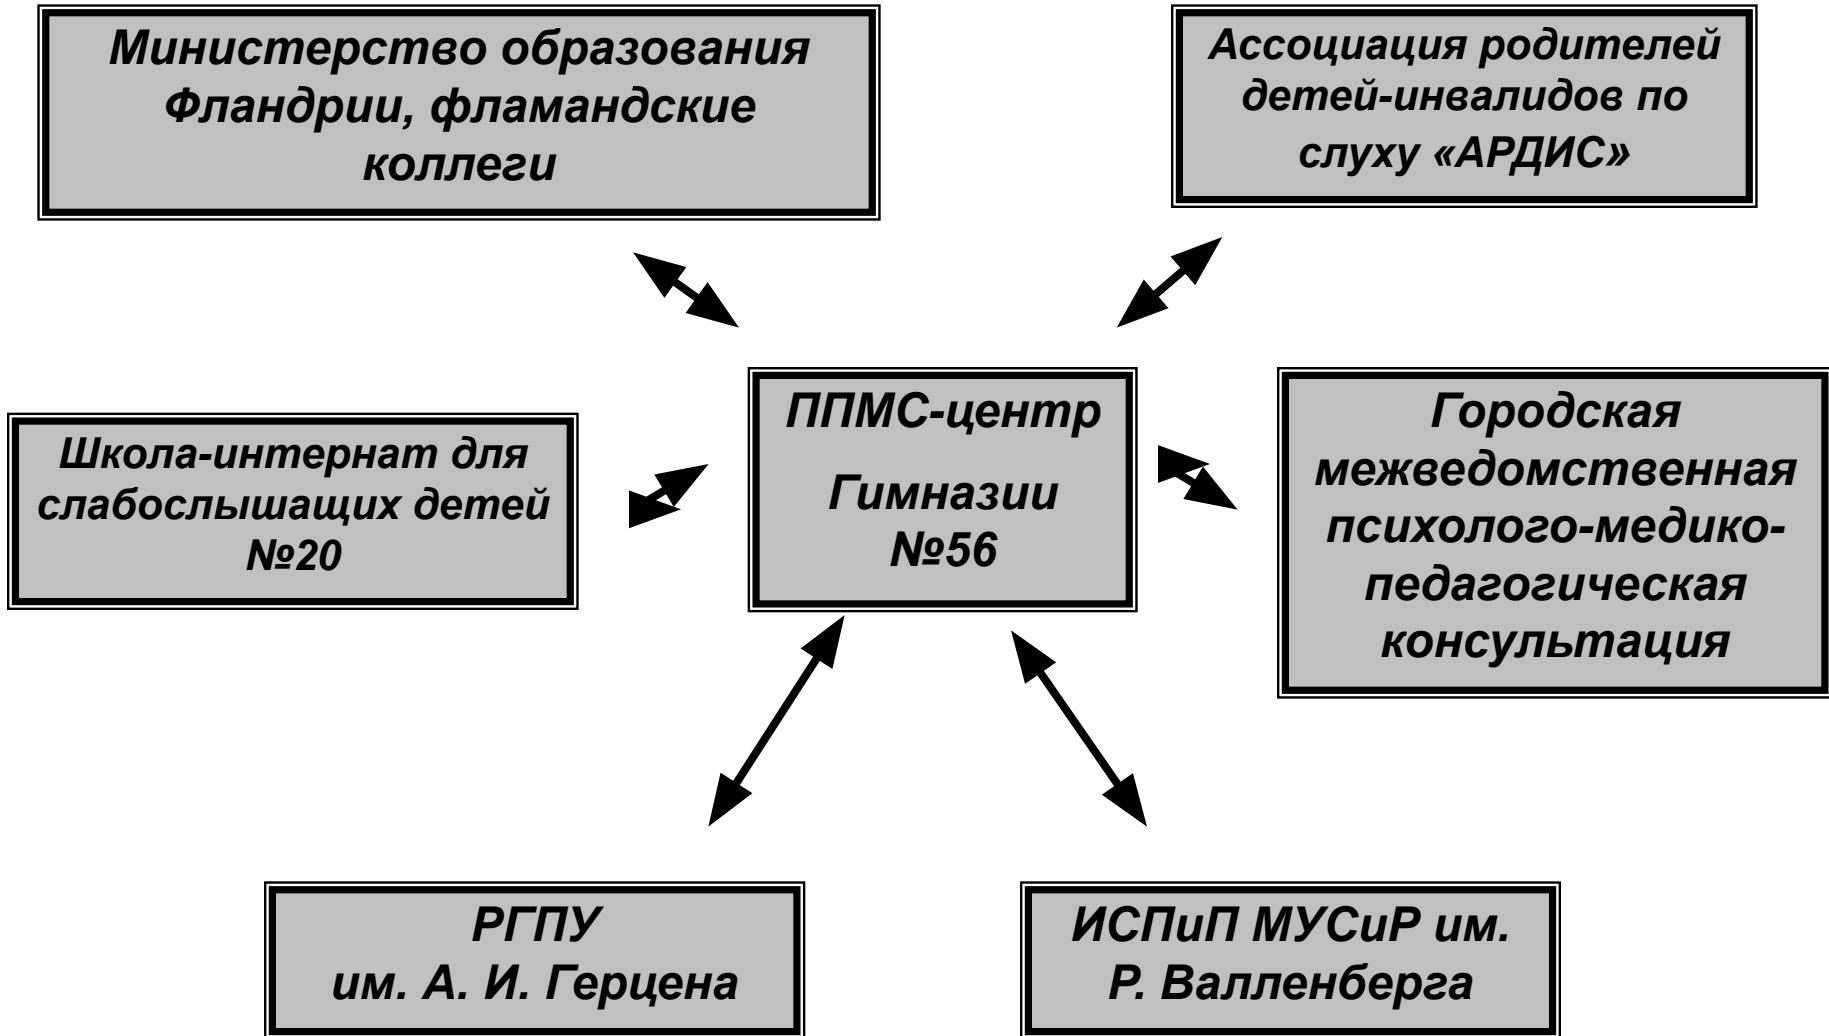 Министерство образования
Фландрии, фламандские
коллеги
Ассоциация родителей
детей-инвалидов по
слуху «АРДИС»
Школа-интернат для
слабослышащих детей
№20
ППМС-центр
Гимназии
№56
Городская
межведомственная
психолого-медико-
педагогическая
консультация
РГПУ
им. А. И. Герцена
ИСПиП МУСиР им.
Р. Валленберга